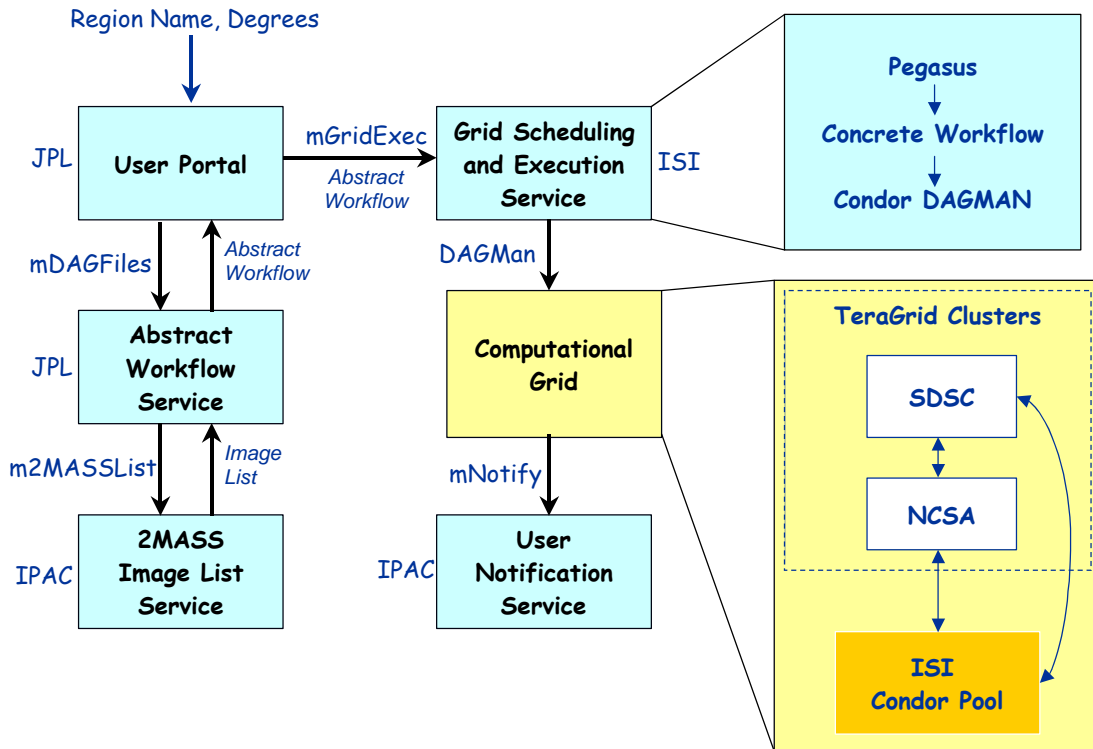 Region Name, Degrees
JPL
User Portal
mGridExec
Abstract
Workflow
Grid Scheduling
and Execution
Service
ISI
Pegasus
Concrete Workflow
Condor DAGMAN
mDAGFiles
Abstract
Workflow
DAGMan
JPL
Abstract
Workflow
Service
Computational
Grid
TeraGrid Clusters
SDSC
NCSA
m2MASSList
Image
List
mNotify
IPAC
2MASS
Image List
Service
IPAC
User
Notification
Service
ISI
Condor Pool